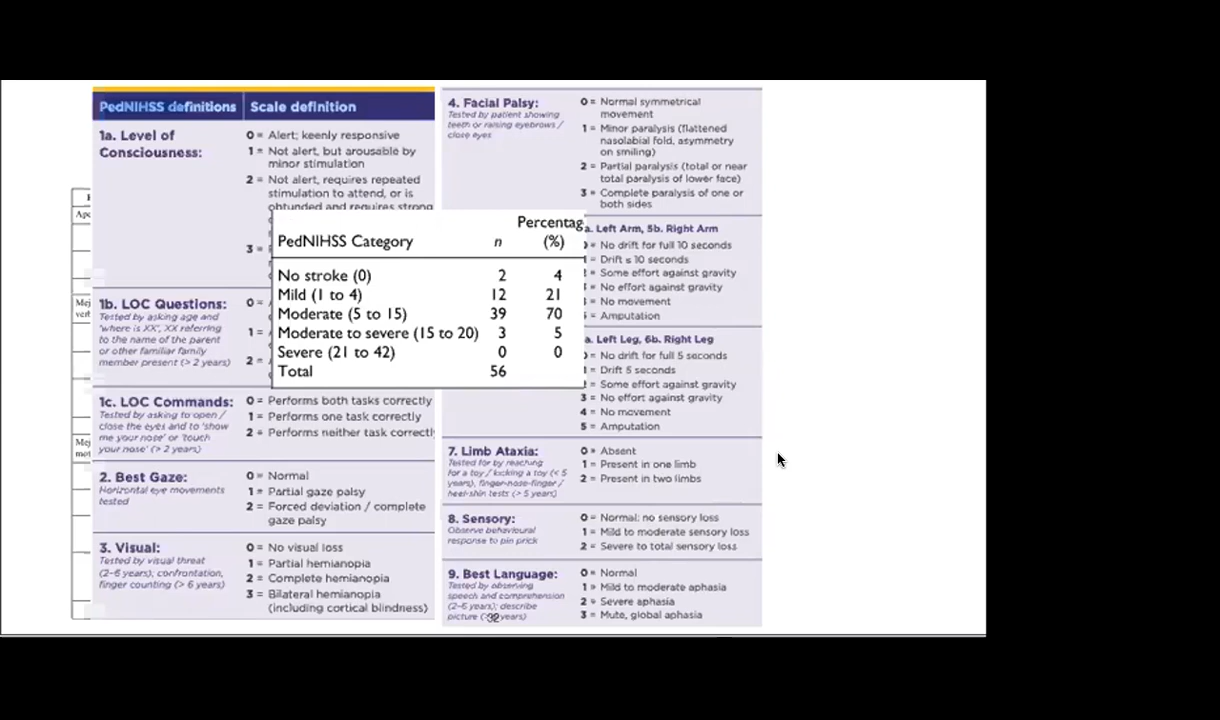 PedNIHSS definitions
Scale definition
1a. Level of
Consciousness:
0 = Alert; keenly responsive
1 = Not alert, but arousable by
minor stimulation
2 = Not alert, requires repeated
stimulation to attend, or is
obtunded and requires strong
3 =
1b. LOC Questions:
Tested by asking age and
'where is XX', XX referring
to the name of the parent
or other familiar family
member present (> 2 years)
0 =
1 =
2 =
1c. LOC Commands:
Tested by asking to open /
close the eyes and to 'show
me your nose' or 'touch
your nose' (> 2 years)
0 = Performs both tasks correctly
1 = Performs one task correctly
2 = Performs neither task correctly
2. Best Gaze:
Horizontal eye movements
tested
0 = Normal
1 = Partial gaze palsy
2 = Forced deviation / complete
gaze palsy
3. Visual:
Tested by visual threat
(2-6 years); confrontation,
finger counting (> 6 years)
0 = No visual loss
1 = Partial hemianopia
2 = Complete hemianopia
3 = Bilateral hemianopia
(including cortical blindness)
PedNIHSS Category n Percentag
(%)
No stroke (0) 2 4
Mild (1 to 4) 12 21
Moderate (5 to 15) 39 70
Moderate to severe (15 to 20) 3 5
Severe (21 to 42) 0 0
Total 56
4. Facial Palsy:
Tested by patient showing
teeth or raising eyebrows /
close eyes
0 = Normal symmetrical
movement
1 = Minor paralysis (flattened
nasolabial fold, asymmetry
on smiling)
2 = Partial paralysis (total or near
total paralysis of lower face)
3 = Complete paralysis of one or
both sides
a. Left Arm, 5b. Right Arm
= No drift for full 10 seconds
= Drift ≤ 10 seconds
= Some effort against gravity
= No effort against gravity
= No movement
= Amputation
a. Left Leg, 6b. Right Leg
= No drift for full 5 seconds
= Drift 5 seconds
= Some effort against gravity
3 = No effort against gravity
4 = No movement
5 = Amputation
7. Limb Ataxia:
Tested for by reaching
for a toy / kicking a toy (< 5
years), finger-nose-finger /
heel-shin tests (> 5 years)
0 = Absent
1 = Present in one limb
2 = Present in two limbs
8. Sensory:
Observe behavioural
response to pin prick
0 = Normal: no sensory loss
1 = Mild to moderate sensory loss
2 = Severe to total sensory loss
9. Best Language:
Tested by observing
speech and comprehension
(2-6 years); describe
picture ( years)
0 = Normal
1 = Mild to moderate aphasia
2 = Severe aphasia
3 = Mute, global aphasia
32